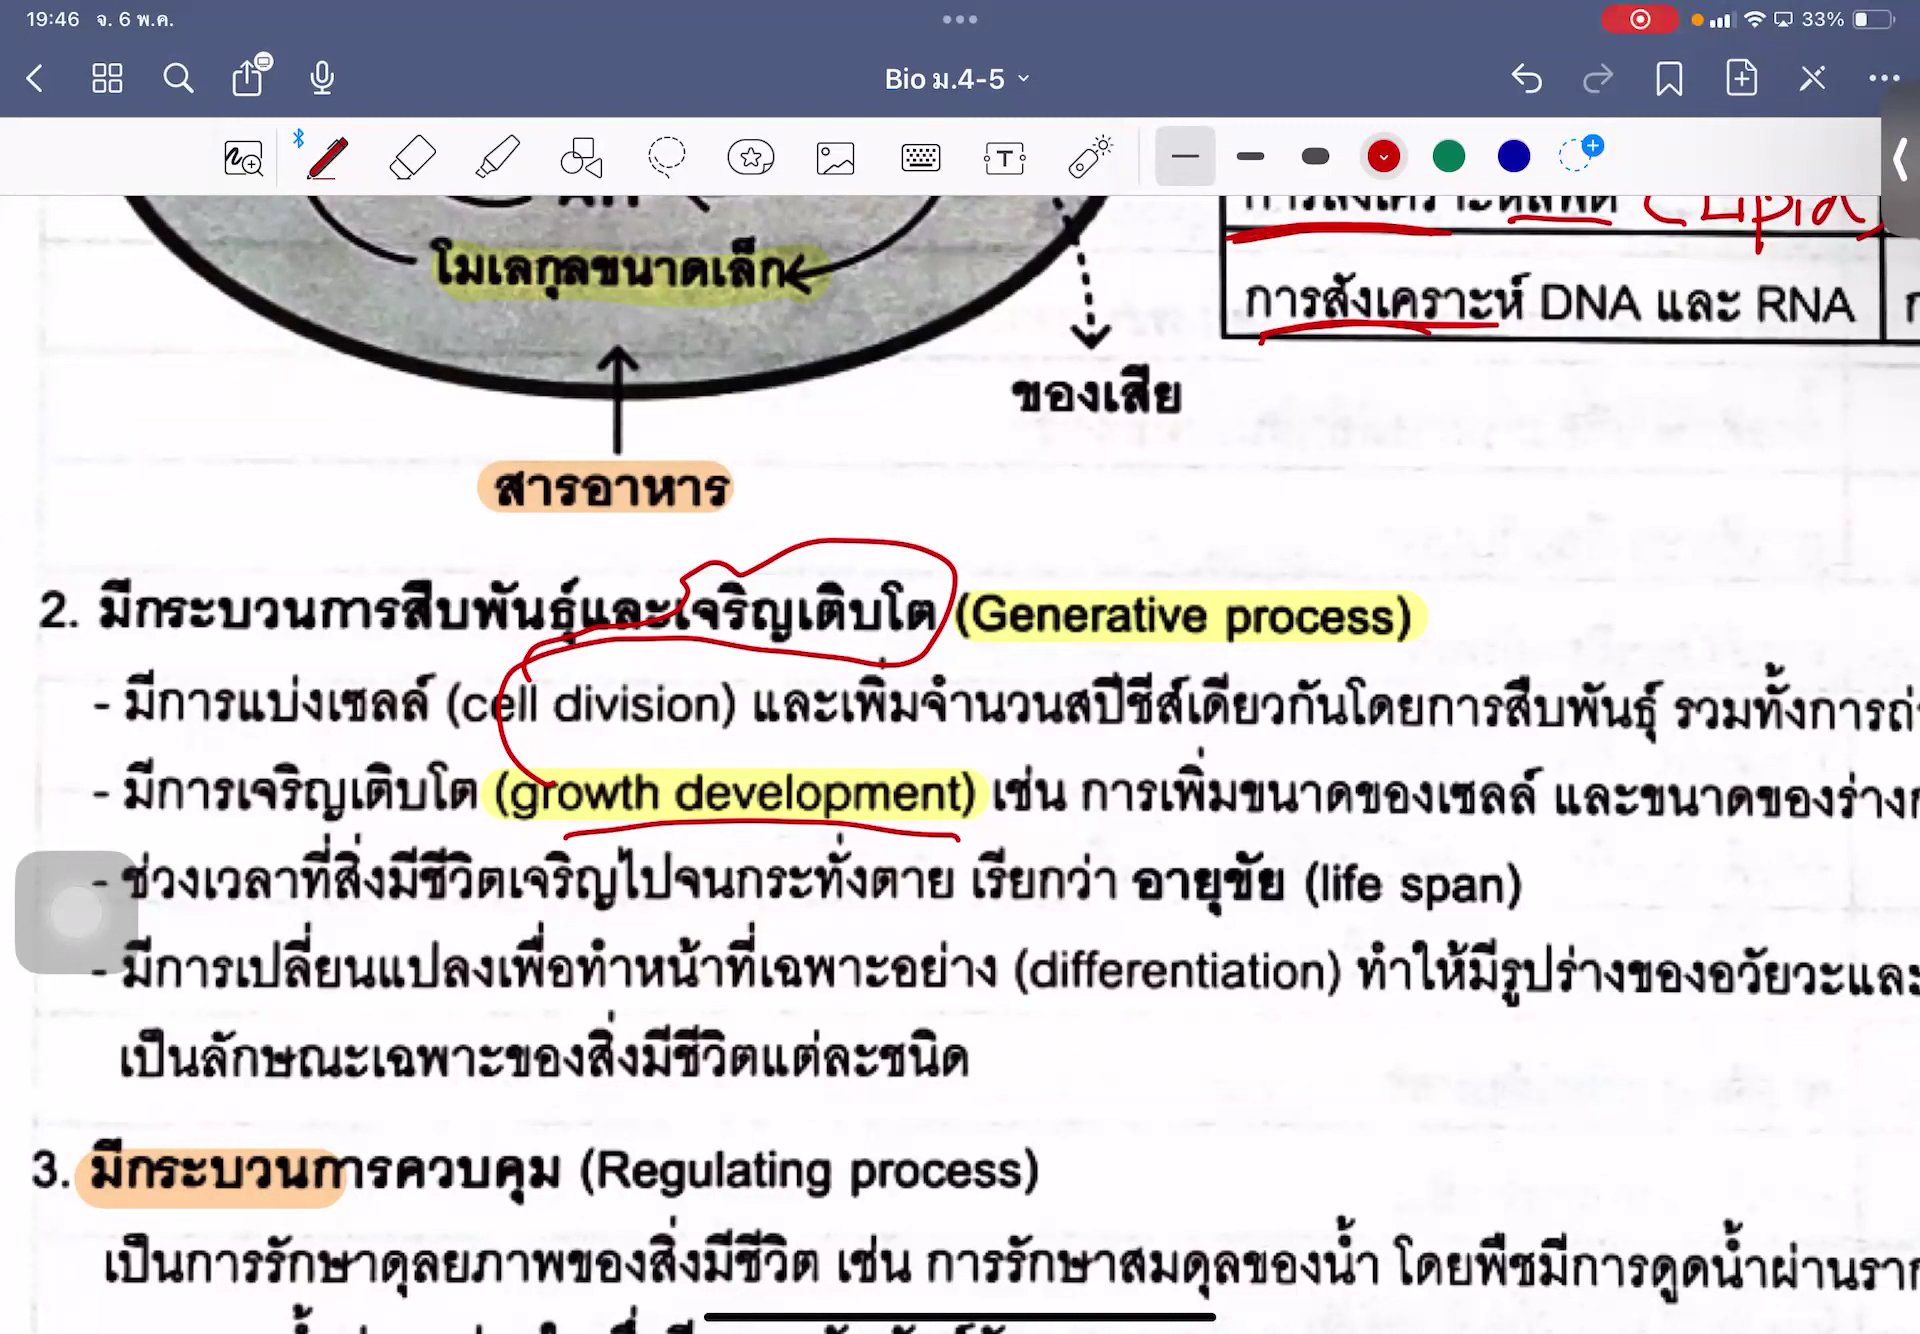 19:46 จ. 6 พ.ค.
33%
Bio ม.4-5
โมเลกุลขนาดเล็ก
(Lipid)
การสังเคราะห์ DNA และ RNA
ของเสีย
สารอาหาร
2. มีกระบวนการสืบพันธุ์และเจริญเติบโต (Generative process)
- มีการแบ่งเซลล์ (cell division) และเพิ่มจำนวนสปีชีส์เดียวกันโดยการสืบพันธุ์ รวมทั้งการถ่
- มีการเจริญเติบโต (growth development) เช่น การเพิ่มขนาดของเซลล์ และขนาดของร่างก
- ช่วงเวลาที่สิ่งมีชีวิตเจริญไปจนกระทั่งตาย เรียกว่า อายุขัย (life span)
- มีการเปลี่ยนแปลงเพื่อทำหน้าที่เฉพาะอย่าง (differentiation) ทำให้มีรูปร่างของอวัยวะและ
เป็นลักษณะเฉพาะของสิ่งมีชีวิตแต่ละชนิด
3. มีกระบวนการควบคุม (Regulating process)
เป็นการรักษาดุลยภาพของสิ่งมีชีวิต เช่น การรักษาสมดุลของน้ำ โดยพืชมีการดูดน้ำผ่านราก